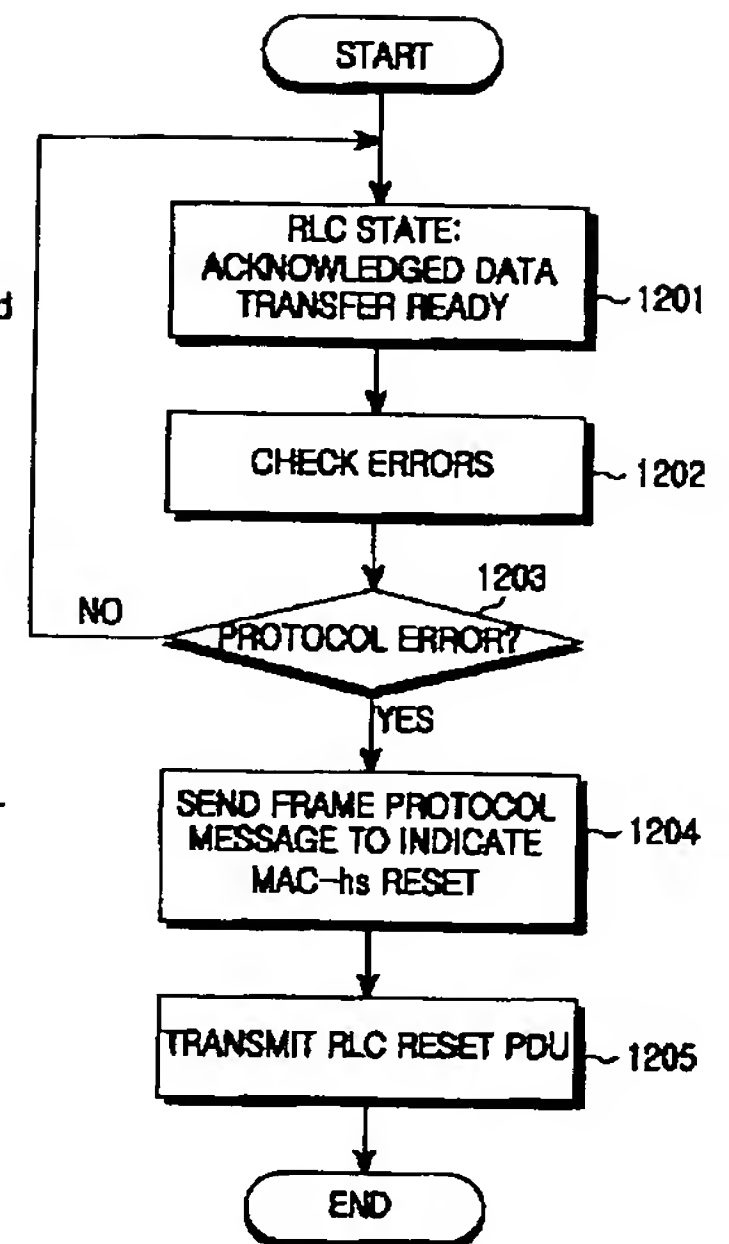 START
RLC STATE:
ACKNOWLEDGED DATA
TRANSFER READY
1201
d
CHECK ERRORS
1202
1203
NO
PROTOCOL ERROR?
YES
SEND FRAME PROTOCOL
MESSAGE TO INDICATE
MAC-hs RESET
1204
TRANSMIT RLC RESET PDU
1205
END